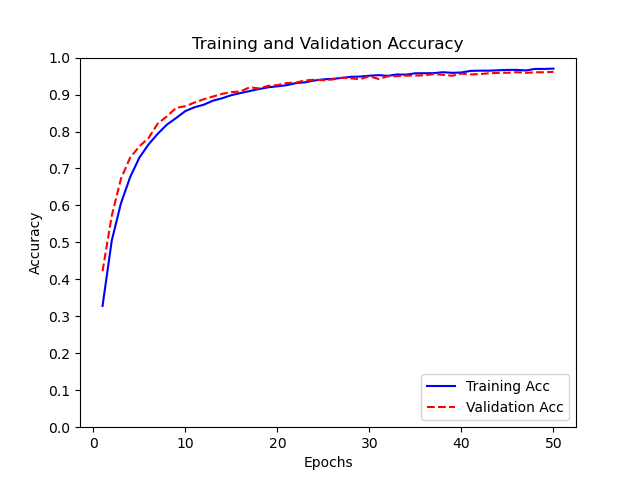 Training and Validation Accuracy
1.0
0.9
0.8
0.7
0.6
0.5
0.4
0.3
0.2
0.1
0.0
Accuracy
Training Acc
Validation Acc
0 10 20 30 40 50
Epochs